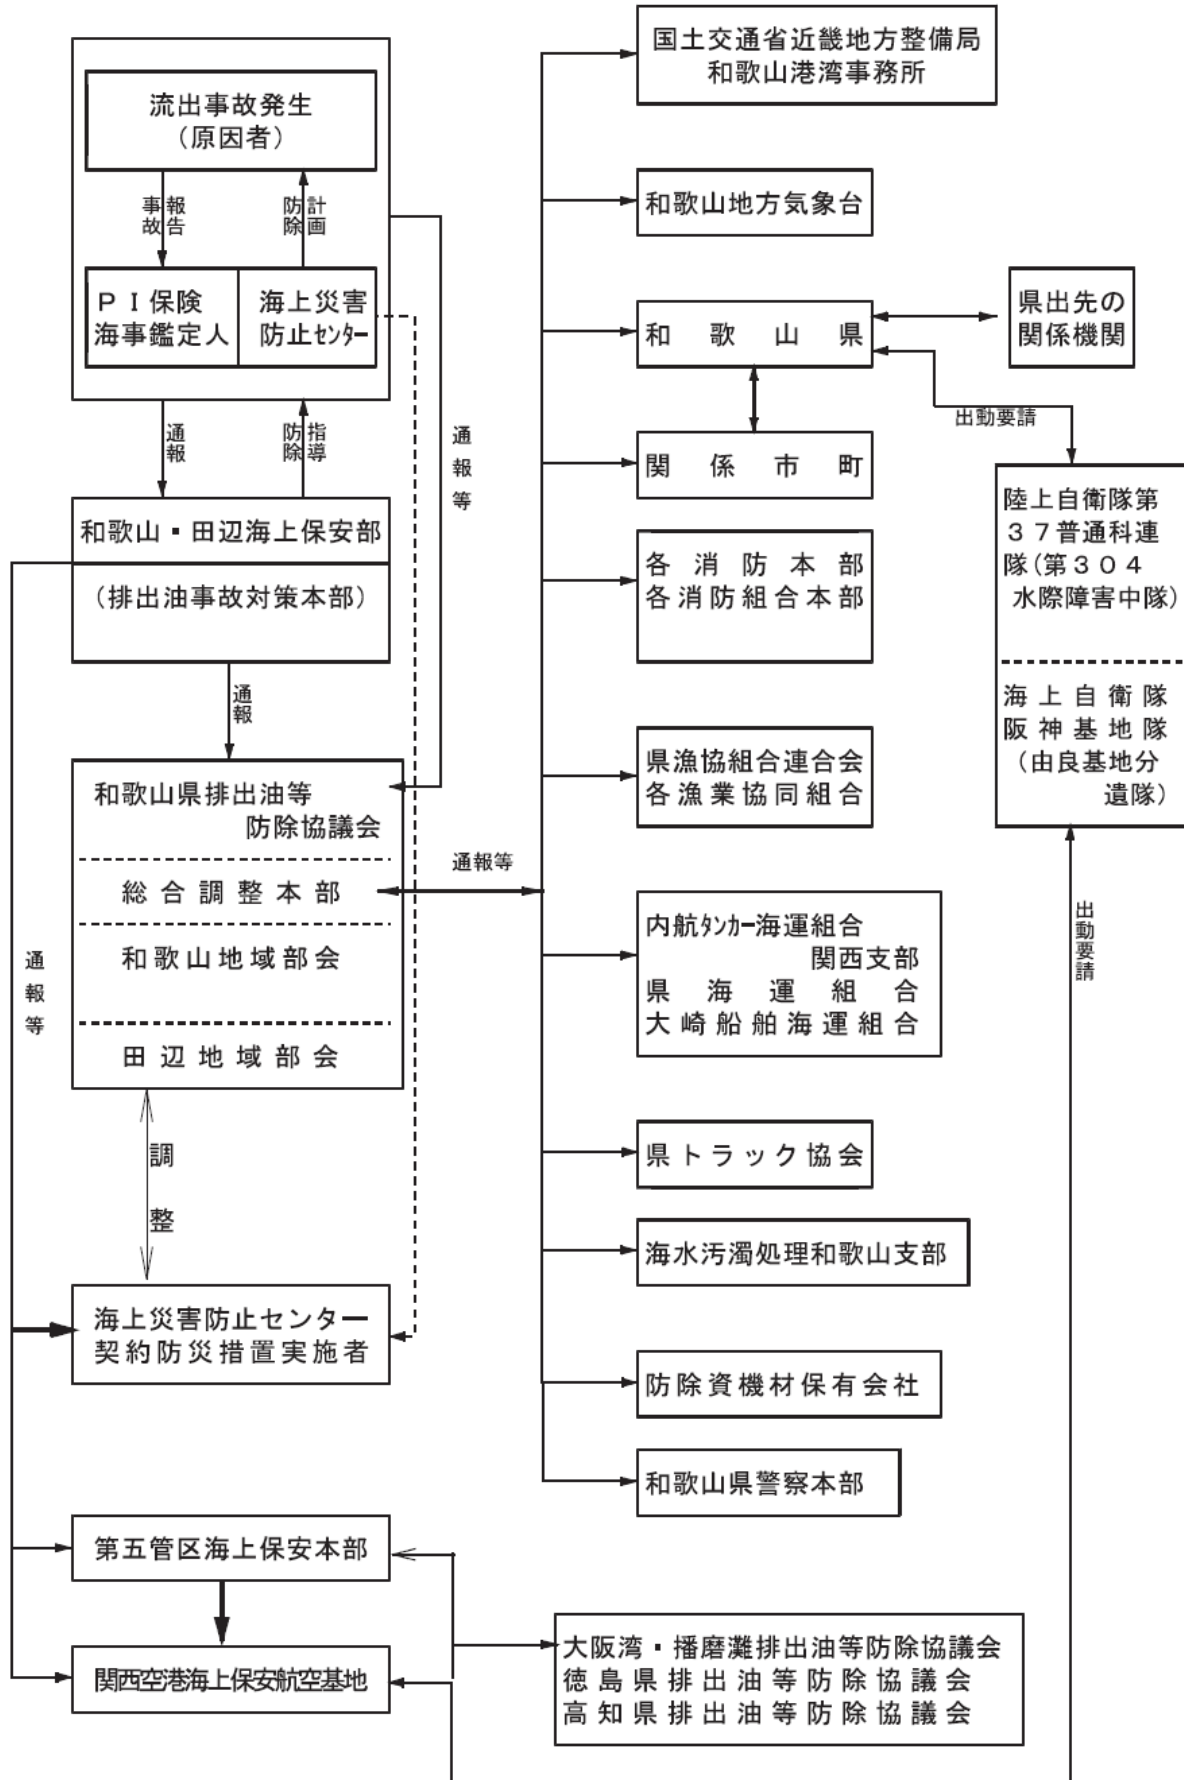 流出事故発生
（原因者）
事故
報告
防除
計画
ＰＩ保険
海事鑑定人
海上災害
防止ｾﾝﾀｰ
通報
防除
指導
和歌山・田辺海上保安部
（排出油事故対策本部）
通報
通報等
和歌山県排出油等
防除協議会
総合調整本部
和歌山地域部会
田辺地域部会
通報等
調整
海上災害防止センター
契約防災措置実施者
第五管区海上保安本部
関西空港海上保安航空基地
通報等
国土交通省近畿地方整備局
和歌山港湾事務所
和歌山地方気象台
和歌山県
関係市町
各消防本部
各消防組合本部
県漁協組合連合会
各漁業協同組合
内航ﾀﾝｶｰ海運組合
関西支部
県海運組合
大崎船舶海運組合
県トラック協会
海水汚濁処理和歌山支部
防除資機材保有会社
和歌山県警察本部
大阪湾・播磨灘排出油等防除協議会
徳島県排出油等防除協議会
高知県排出油等防除協議会
県出先の
関係機関
出動要請
陸上自衛隊第
３７普通科連
隊（第３０４
水際障害中隊）
海上自衛隊
阪神基地隊
（由良基地分
遺隊）
出動要請